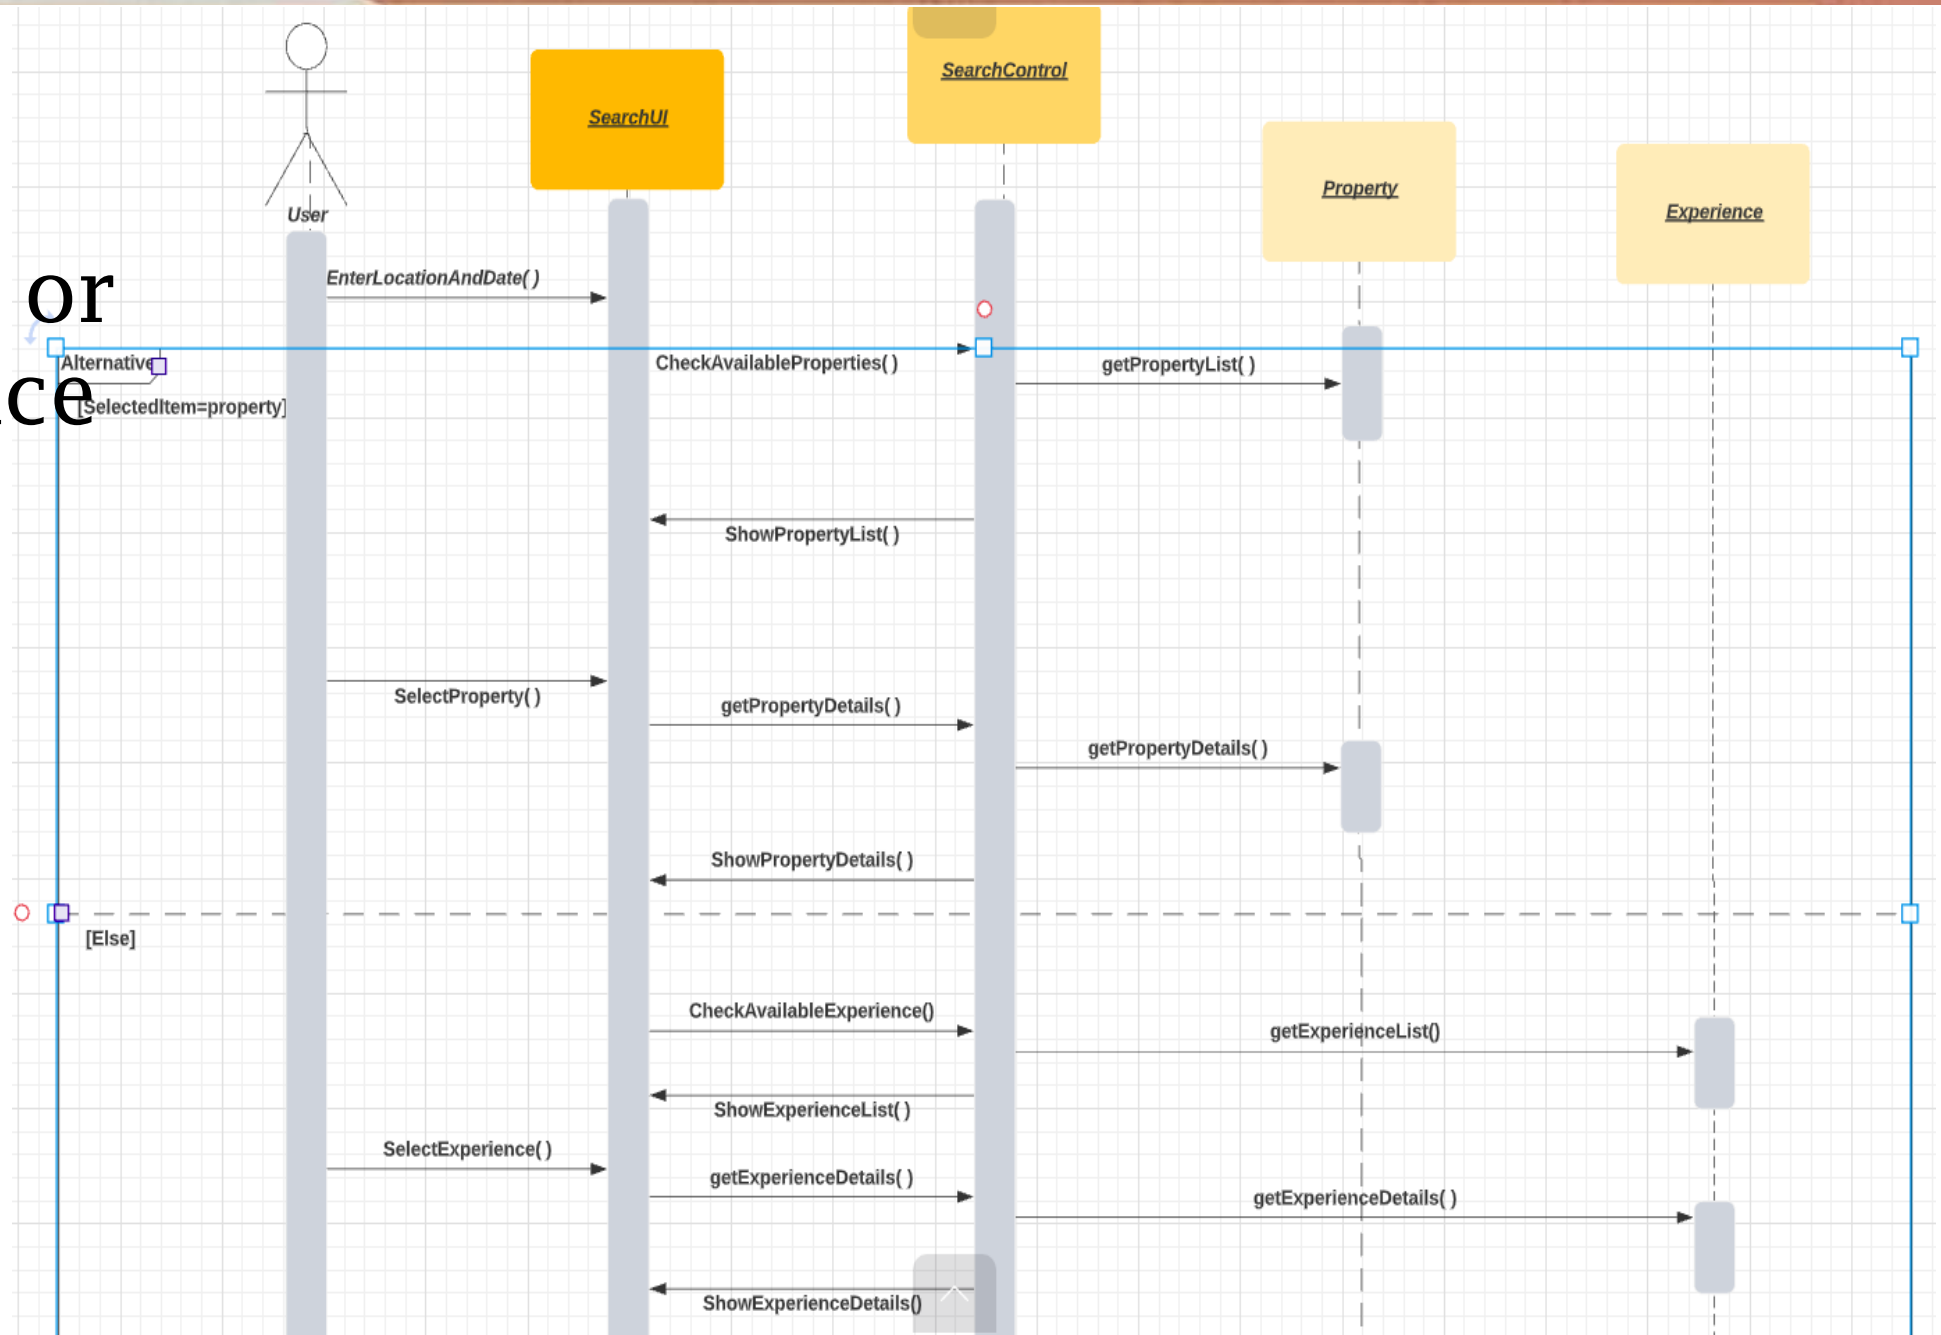 SearchControl
SearchUI
Property
Experience
User
EnterLocationAndDate( )
or
Alternative
CheckAvailableProperties( )
getPropertyList( )
ce
[SelectedItem=property]
ShowPropertyList( )
SelectProperty( )
getPropertyDetails( )
getPropertyDetails( )
ShowPropertyDetails( )
[Else]
CheckAvailableExperience()
getExperienceList()
ShowExperienceList( )
SelectExperience( )
getExperienceDetails( )
getExperienceDetails( )
ShowExperienceDetails()